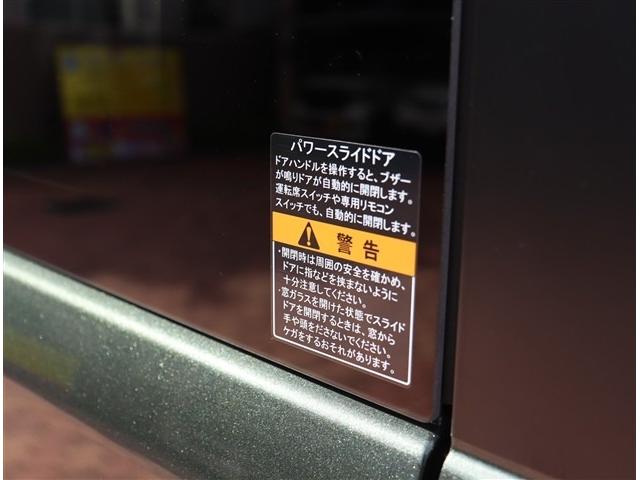 パワースライドドア
ドアハンドルを操作すると、ブザー
が鳴りドアが自動的に開閉します。
運転席スイッチや専用リモコン
スイッチでも、自動的に開閉します。
警告
・開閉時は周囲の安全を確かめ、
ドアに指などを挟まないように
十分注意してください。
・窓ガラスを開けた状態でスライド
ドアを開閉するときは、窓から
手や頭をださないでください。
ケガをするおそれがあります。